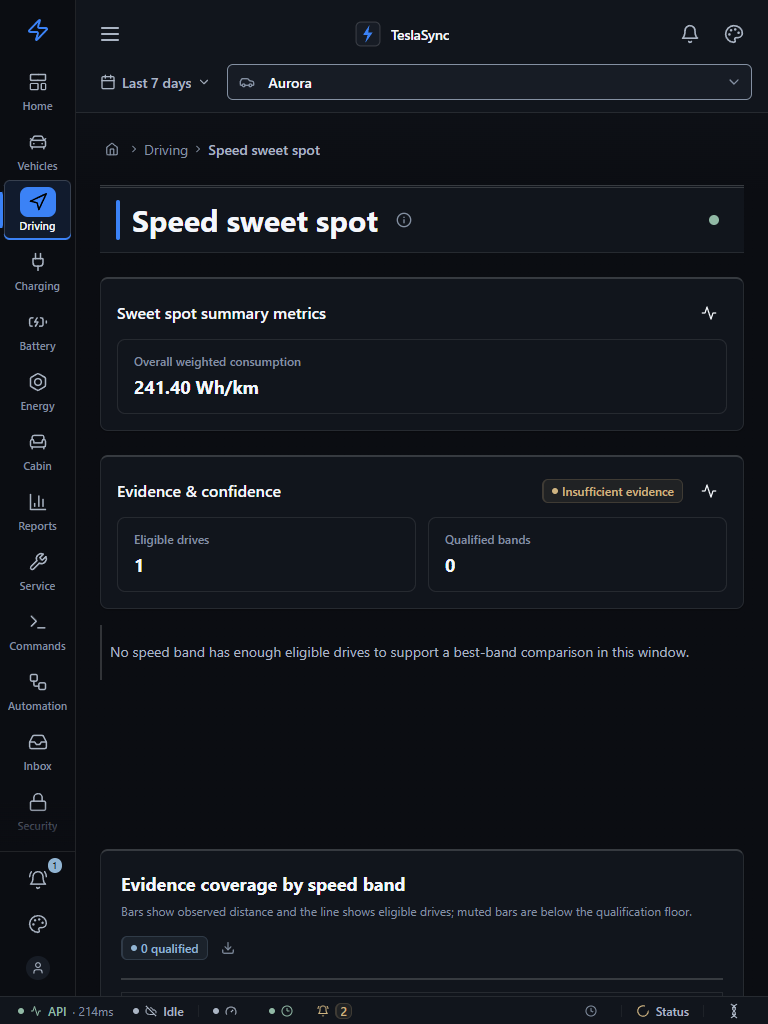 TeslaSync
Last 7 days
Aurora
Home
Vehicles
Driving
Charging
Battery
Energy
Cabin
Reports
Service
Commands
Automation
Inbox
Security
1
Driving
Speed sweet spot
Speed sweet spot
Sweet spot summary metrics
Overall weighted consumption
241.40 Wh/km
Evidence & confidence
Insufficient evidence
Eligible drives
1
Qualified bands
0
No speed band has enough eligible drives to support a best-band comparison in this window.
Evidence coverage by speed band
Bars show observed distance and the line shows eligible drives; muted bars are below the qualification floor.
0 qualified
API · 214ms
Idle
2
Status